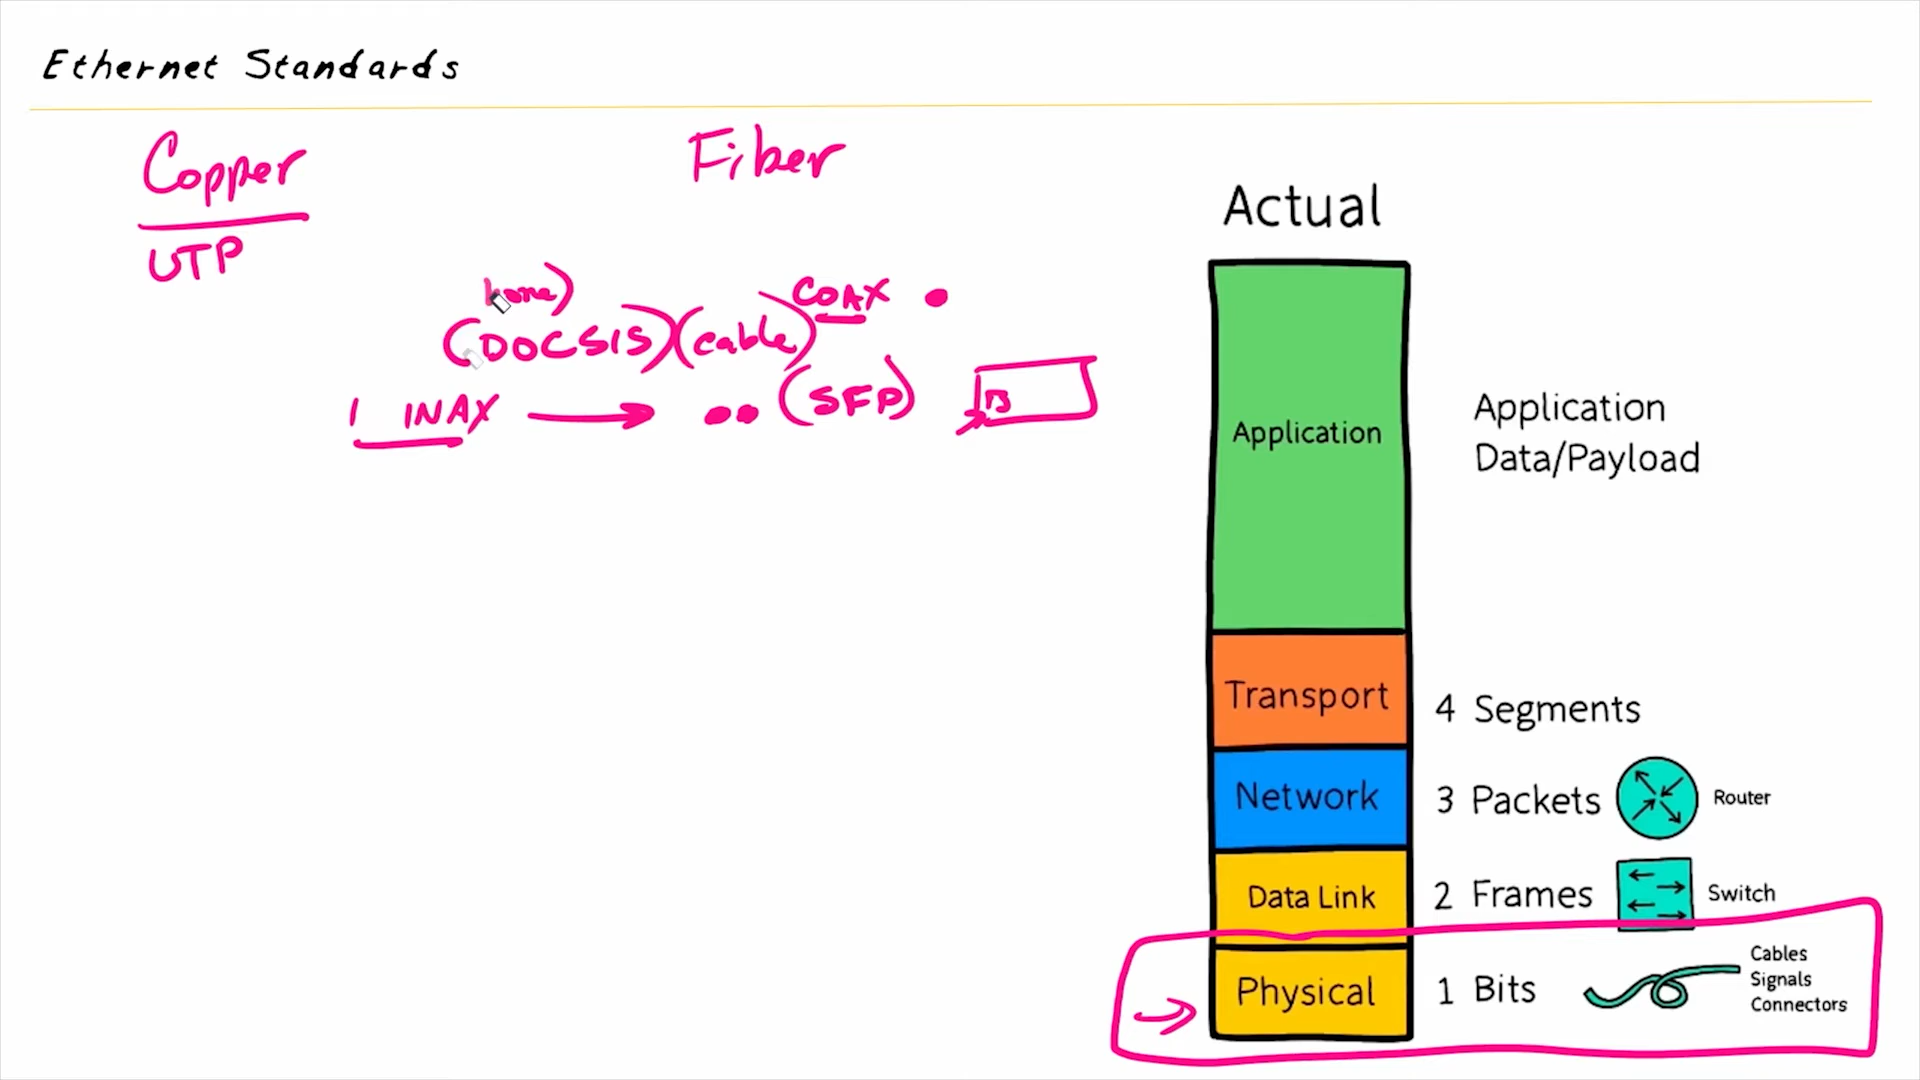 Ethernet Standards
Copper
Fiber
UTP
home)
(DOCSIS)(cable)
COAX
TWINAX
(SFP)
Actual
Application
Application
Data/Payload
Transport
4 Segments
Network
3 Packets
Router
Data Link
2 Frames
Switch
Physical
1 Bits
Cables
Signals
Connectors